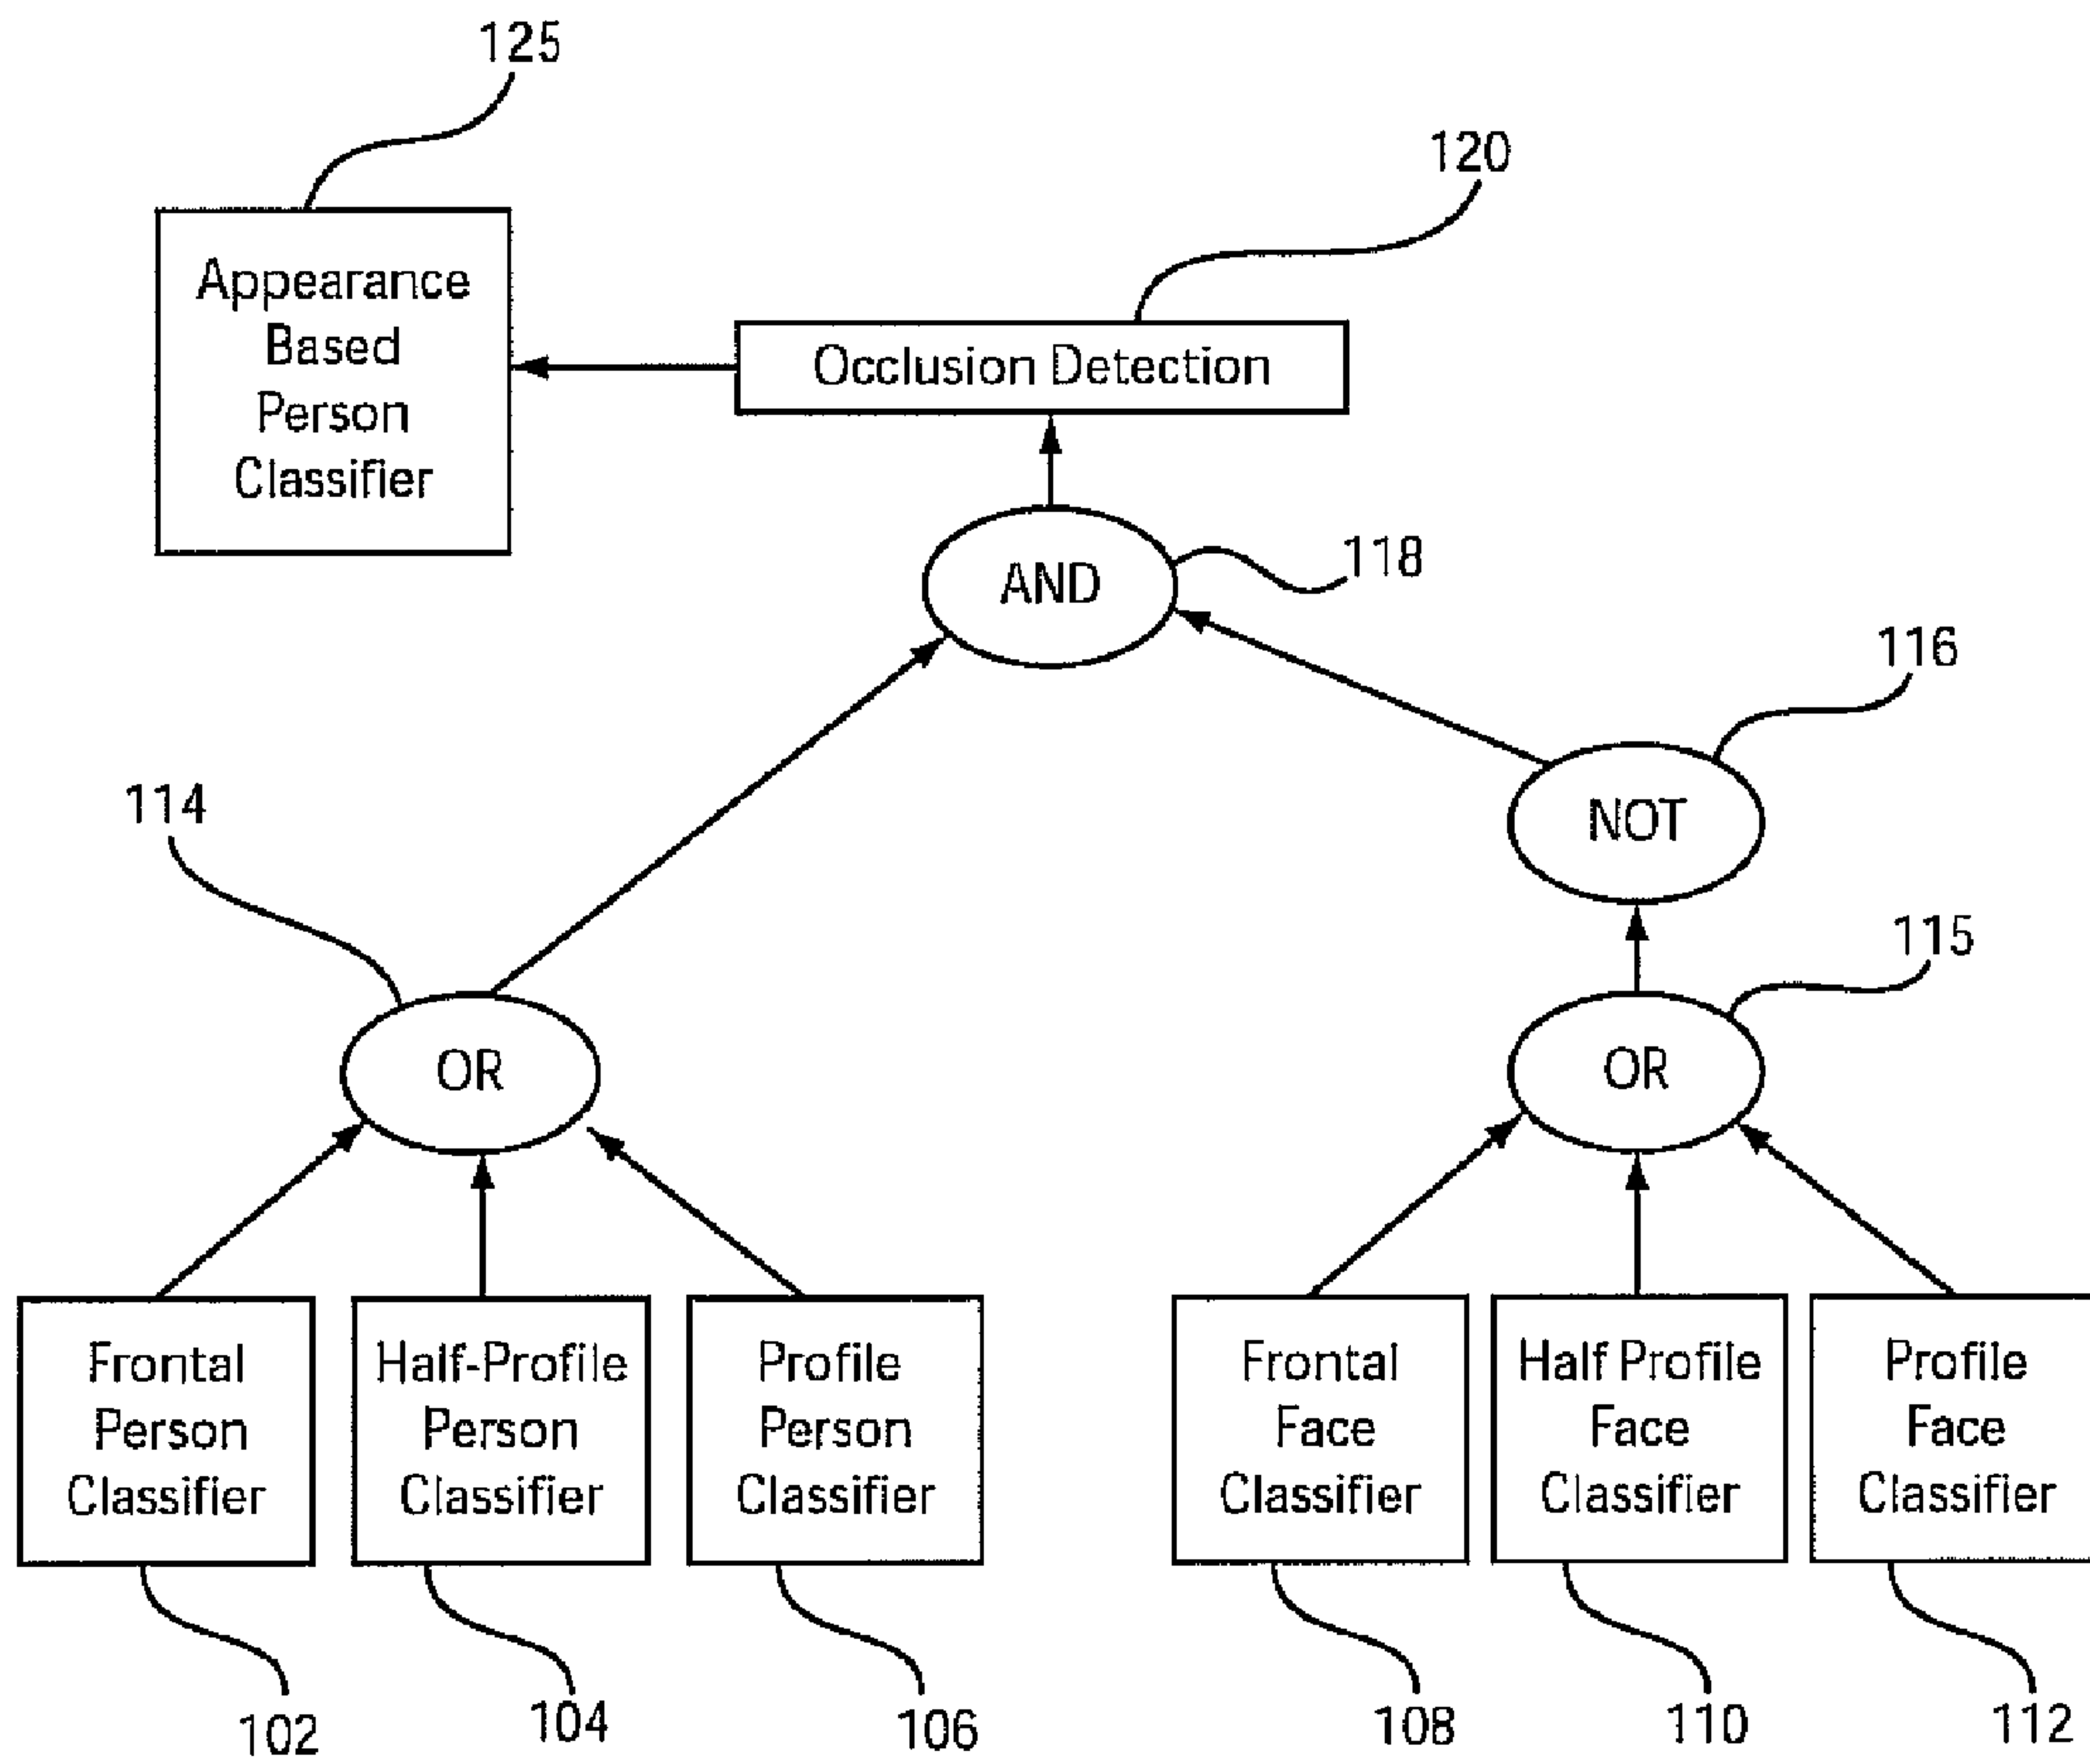 125
120
Appearance
Based
Person
Classifier
Occlusion Detection
AND
118
116
NOT
114
115
OR
OR
Frontal
Person
Classifier
Half-Profile
Person
Classifier
Profile
Person
Classifier
Frontal
Face
Classifier
Half Profile
Face
Classifier
Profile
Face
Classifier
102
104
106
108
110
112